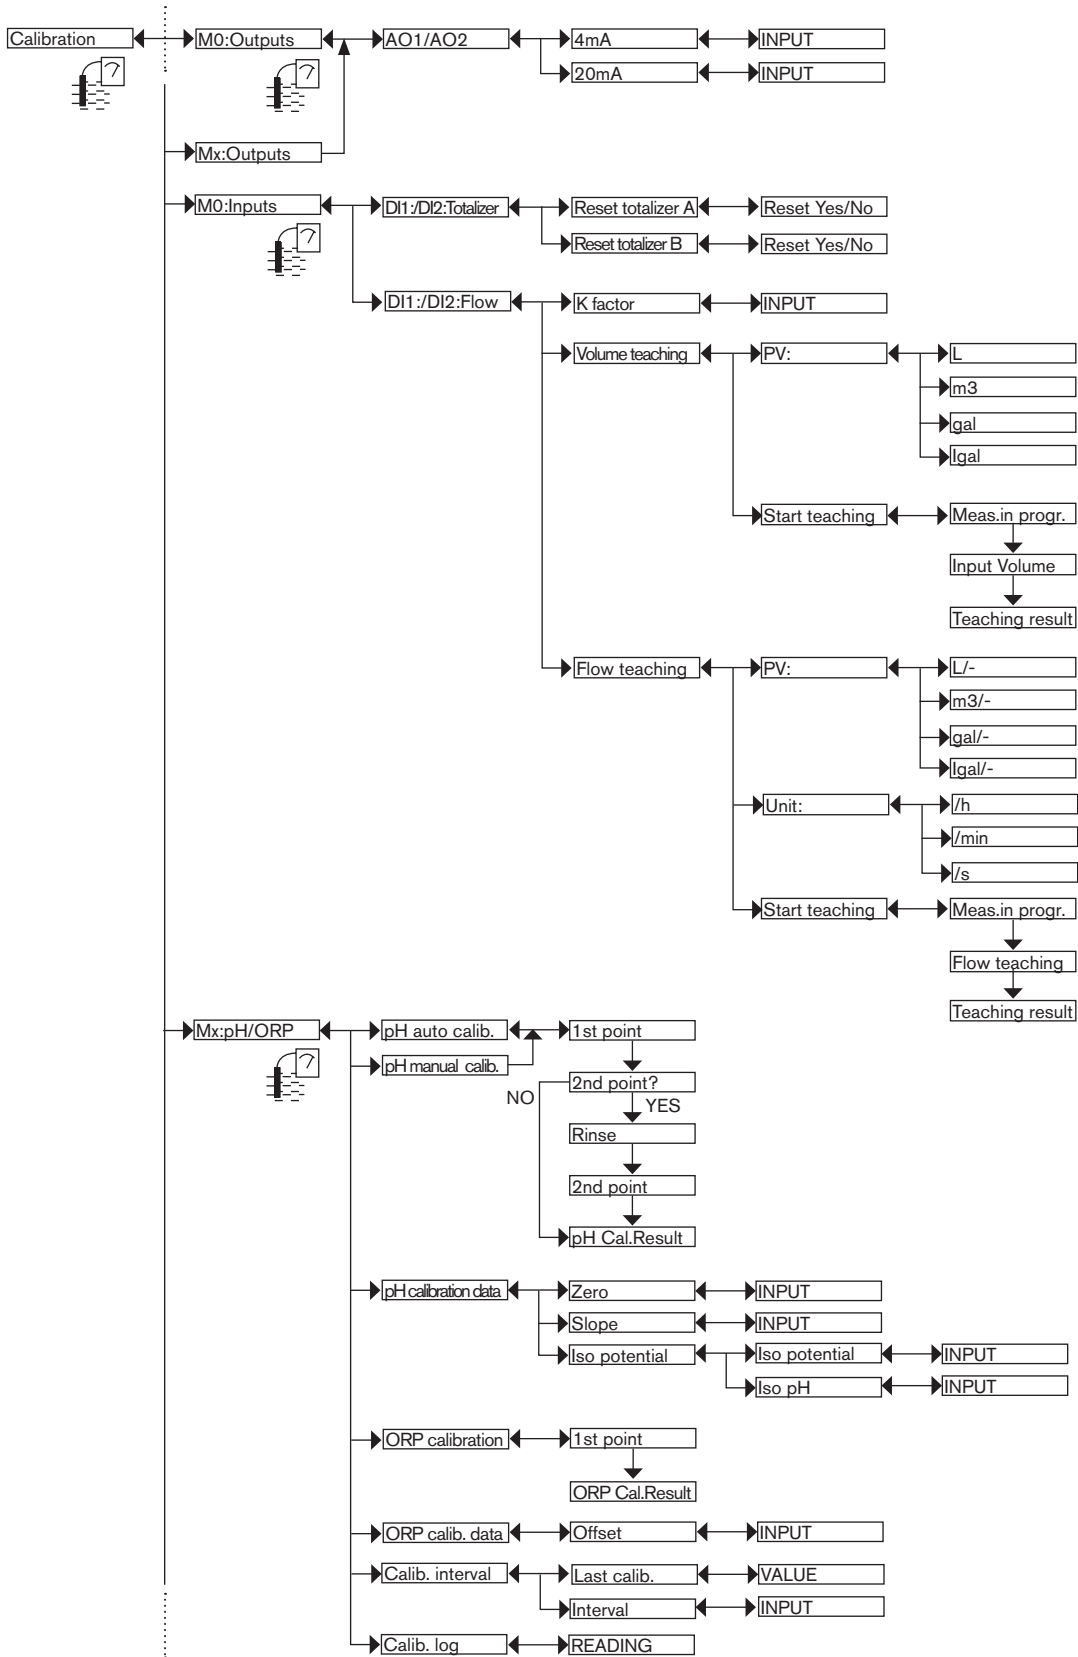 Calibration M0:Outputs AO1/AO2 4mA INPUT
20mA INPUT
Mx:Outputs
M0:Inputs DI1:/DI2:Totalizer Reset totalizer A Reset Yes/No
Reset totalizer B Reset Yes/No
DI1:/DI2:Flow K factor INPUT
Volume teaching PV: L
m3
gal
Igal
Start teaching Meas.in progr.
Input Volume
Teaching result
Flow teaching PV: L/-
m3/-
gal/-
Igal/-
Unit: /h
/min
/s
Start teaching Meas.in progr.
Flow teaching
Teaching result
Mx:pH/ORP pH auto calib. 1st point
pH manual calib.
2nd point?
NO YES
Rinse
2nd point
pH Cal.Result
pH calibration data Zero INPUT
Slope INPUT
Iso potential Iso potential INPUT
Iso pH INPUT
ORP calibration 1st point
ORP Cal.Result
ORP calib. data Offset INPUT
Calib. interval Last calib. VALUE
Interval INPUT
Calib. log READING